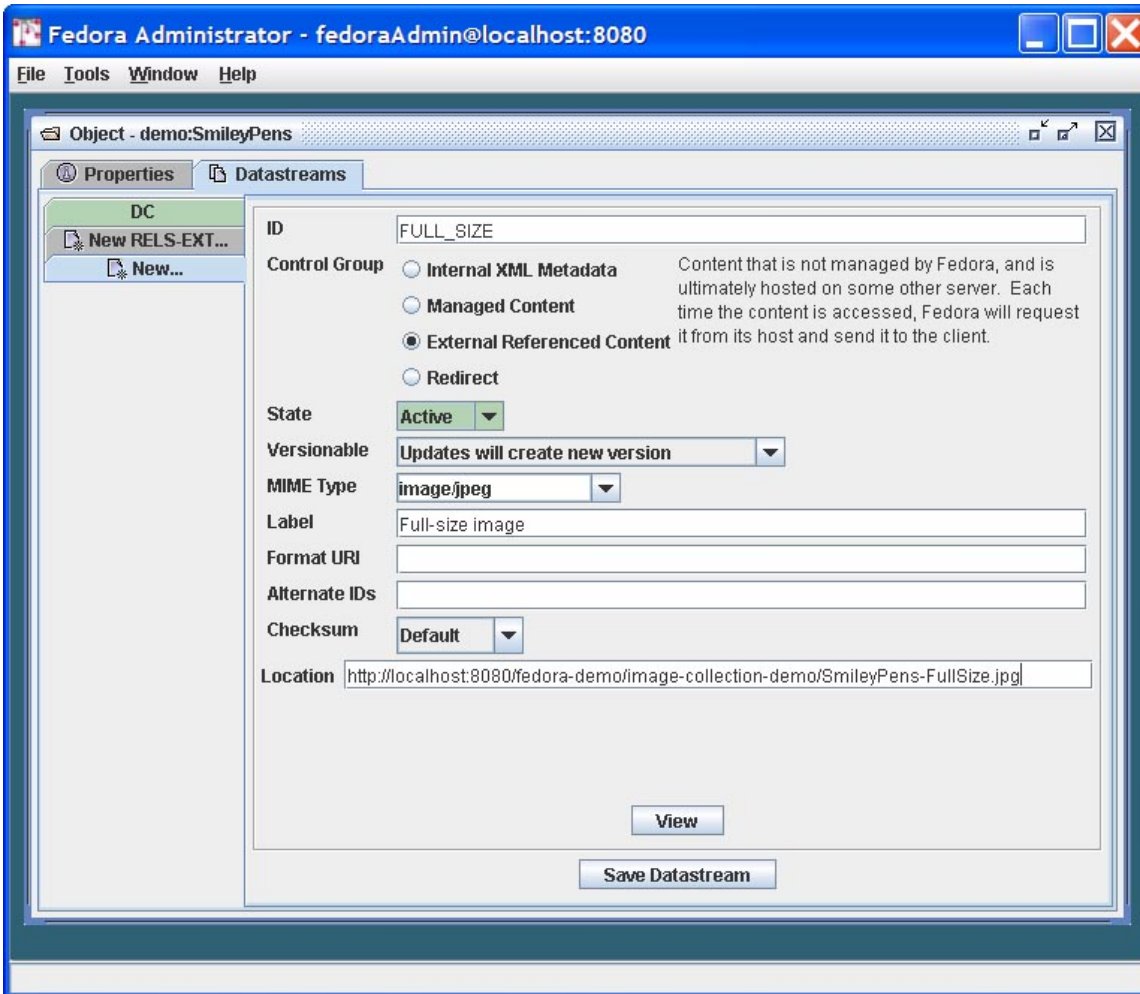 Fedora Administrator - fedoraAdmin@localhost:8080
File Tools Window Help
Object - demo:SmileyPens
Properties Datastreams
DC
New RELS-EXT...
New...
ID FULL_SIZE
Control Group
Internal XML Metadata
Managed Content
External Referenced Content
Redirect
Content that is not managed by Fedora, and is
ultimately hosted on some other server. Each
time the content is accessed, Fedora will request
it from its host and send it to the client.
State Active
Versionable Updates will create new version
MIME Type image/jpeg
Label Full-size image
Format URI
Alternate IDs
Checksum Default
Location http://localhost:8080/fedora-demo/image-collection-demo/SmileyPens-FullSize.jpg
View
Save Datastream